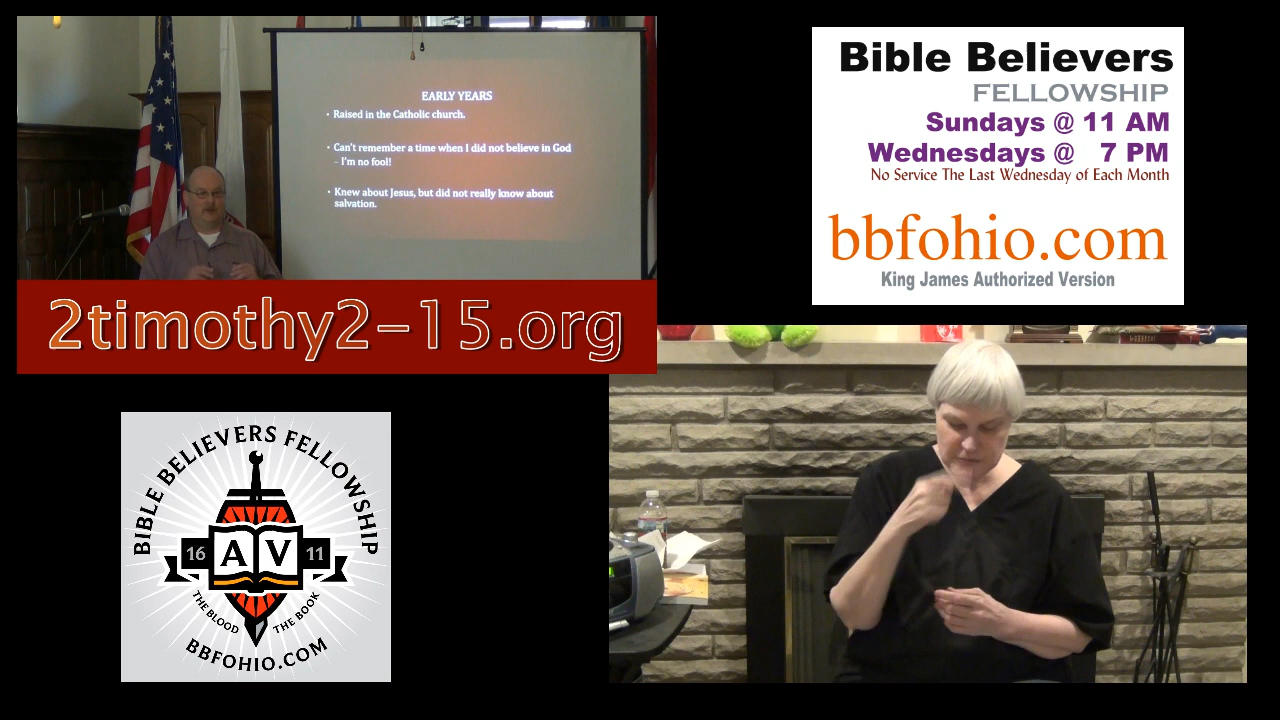 EARLY YEARS
• Raised in the Catholic church.
• Can't remember a time when I did not believe in God
– I'm no fool!
• Knew about Jesus, but did not really know about
salvation.
2timothy2-15.org
Bible Believers
FELLOWSHIP
Sundays @ 11 AM
Wednesdays @ 7 PM
No Service The Last Wednesday of Each Month
bbfohio.com
King James Authorized Version
BIBLE BELIEVERS FELLOWSHIP
16 AV 11
THE BLOOD THE BOOK
BBFOHIO.COM